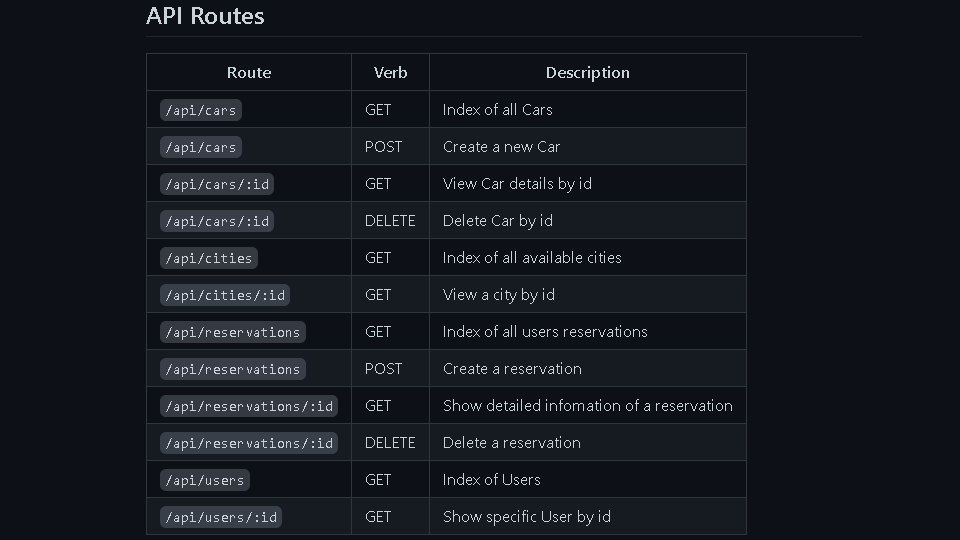 API Routes
Route Verb Description
/api/cars GET Index of all Cars
/api/cars POST Create a new Car
/api/cars/:id GET View Car details by id
/api/cars/:id DELETE Delete Car by id
/api/cities GET Index of all available cities
/api/cities/:id GET View a city by id
/api/reservations GET Index of all users reservations
/api/reservations POST Create a reservation
/api/reservations/:id GET Show detailed infomation of a reservation
/api/reservations/:id DELETE Delete a reservation
/api/users GET Index of Users
/api/users/:id GET Show specific User by id